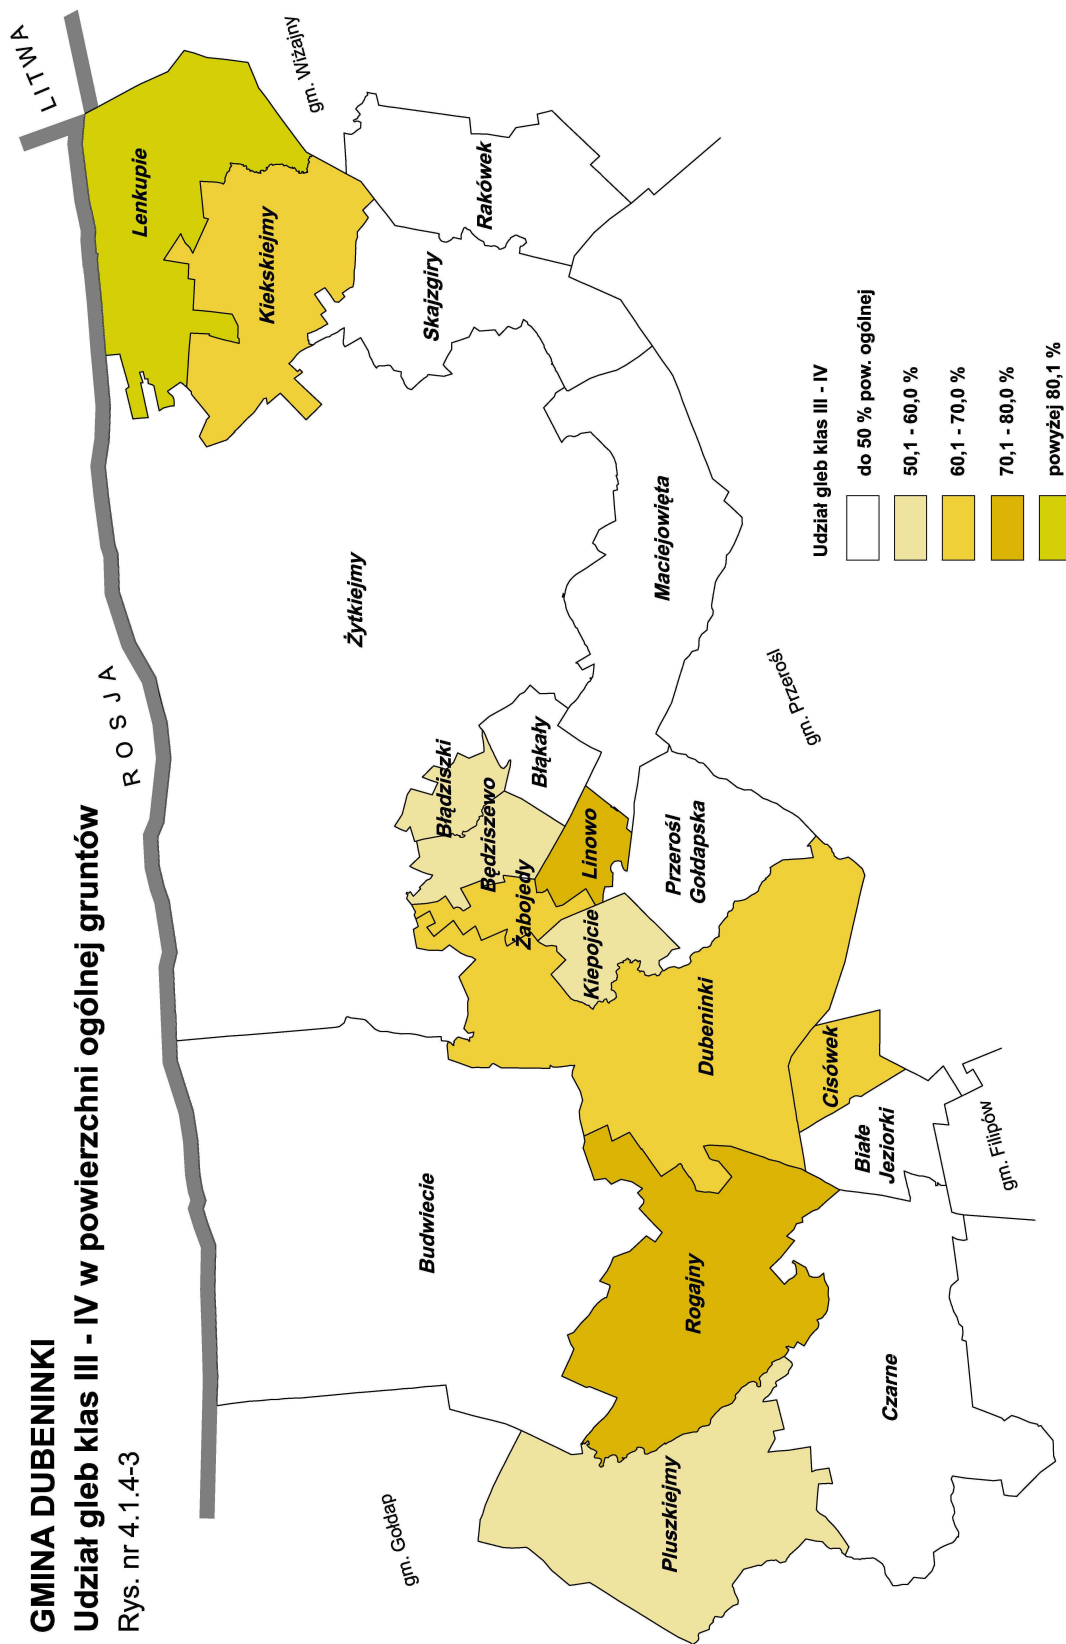 GMINA DUBENINKI
Udział gleb klas III - IV w powierzchni ogólnej gruntów
Rys. nr 4.1.4-3
LITWA
ROSJA
gm. Wiżajny
gm. Gołdap
gm. Przerośl
gm. Filipów
Lenkupie
Kiekskiejmy
Rakówek
Skajzgiry
Żytkiejmy
Maciejowięta
Błądziszki
Będziszewo
Błąkały
Żabojedy
Linowo
Kiepojcie
Przerośl
Gołdapska
Budwiecie
Dubeninki
Cisówek
Białe
Jeziorki
Rogajny
Pluszkiejmy
Czarne
Udział gleb klas III - IV
do 50 % pow. ogólnej
50,1 - 60,0 %
60,1 - 70,0 %
70,1 - 80,0 %
powyżej 80,1 %